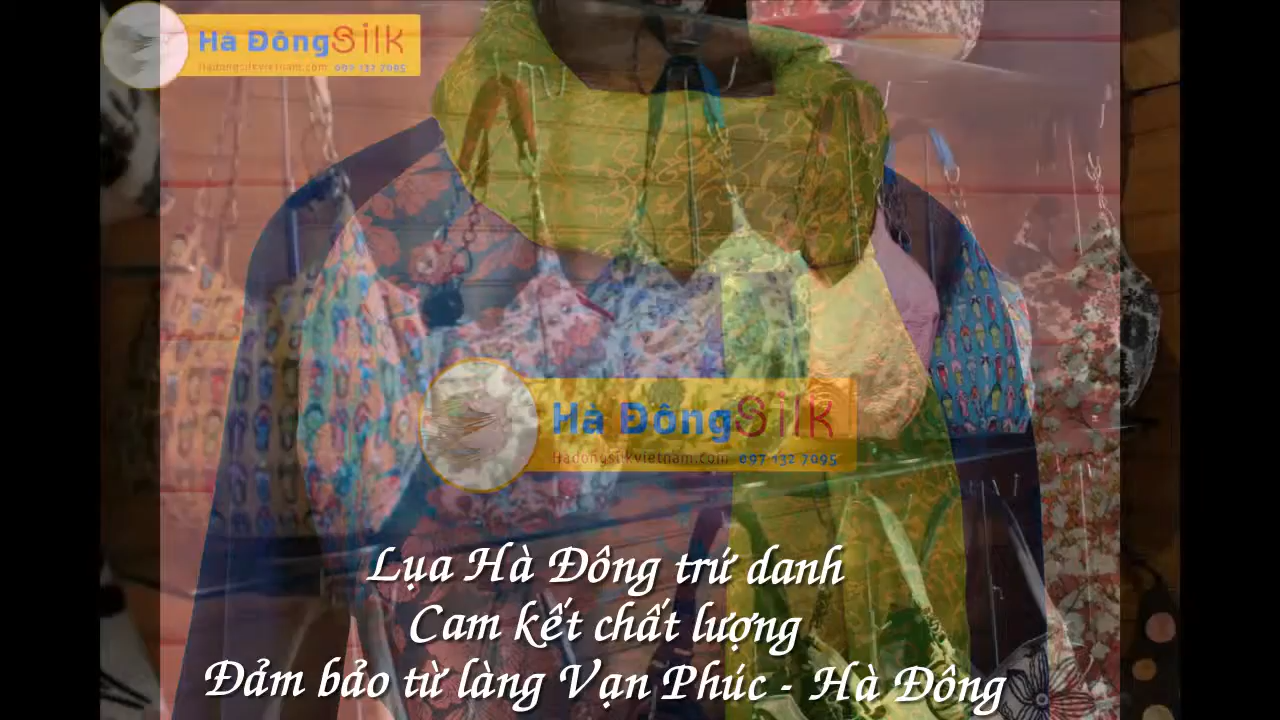 Hà ĐôngSilk
Hadongsilkvietnam.com 097 132 7095
Hà ĐôngSilk
Hadongsilkvietnam.com 097 132 7095
Lụa Hà Đông trứ danh
Cam kết chất lượng
Đảm bảo từ làng Vạn Phúc - Hà Đông